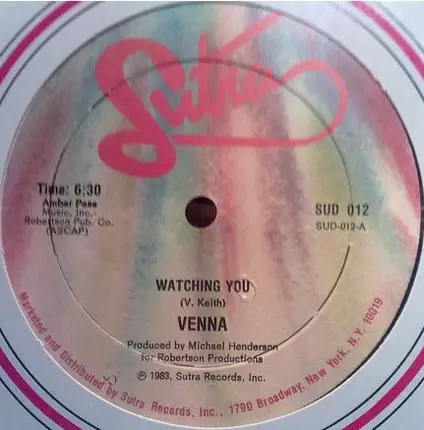 Sutra
Time: 6:30
Amber Pass
Music, Inc.-
Robertson Pub. Co.
(ASCAP)
SUD 012
SUD-012-A
WATCHING YOU
(V. Keith)
VENNA
Produced by Michael Henderson
for Robertson Productions
℗ 1983, Sutra Records, Inc.
Marketed and Distributed by Sutra Records, Inc., 1790 Broadway, New York, N.Y. 10019